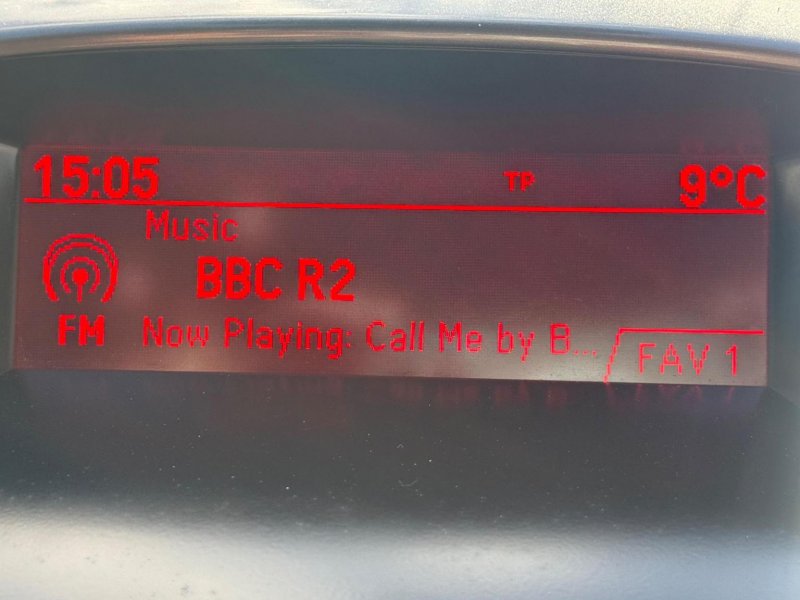 15:05 TP 9°C
Music
BBC R2
FM Now Playing: Call Me by B... FAV 1